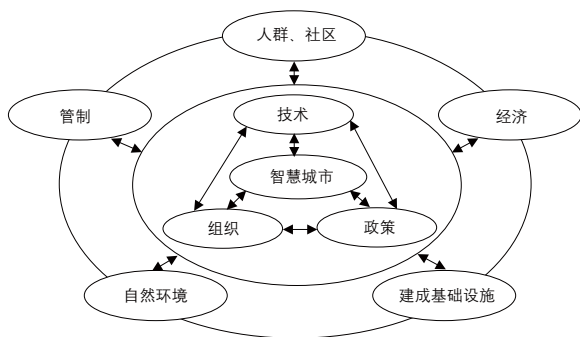 人群、社区
管制
经济
技术
智慧城市
组织
政策
自然环境
建成基础设施